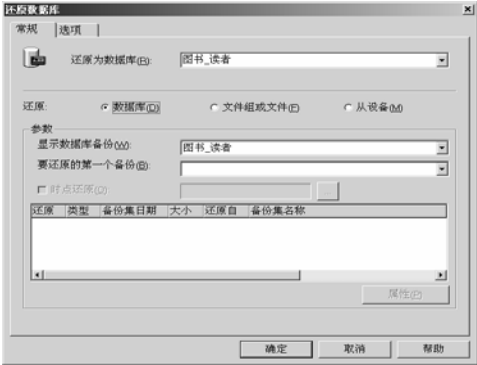 还原数据库
常规 选项
还原为数据库(R): 图书_读者
还原: 数据库(D) 文件组或文件(F) 从设备(M)
参数
显示数据库备份(W): 图书_读者
要还原的第一个备份(B):
时点还原(O) ...
还原 类型 备份集日期 大小 还原自 备份集名称
属性(P)
确定 取消 帮助